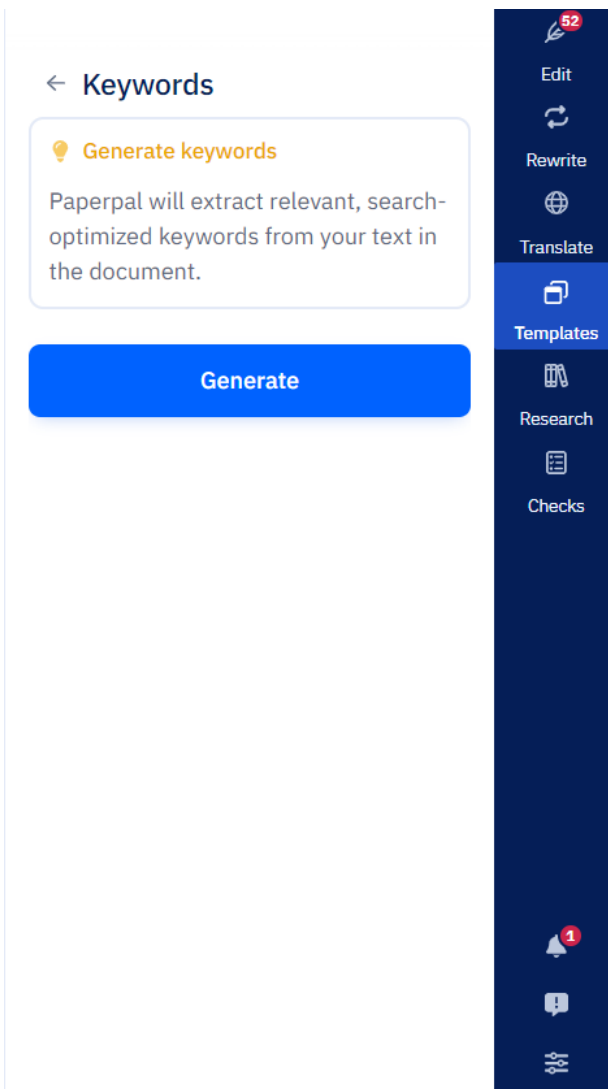 Keywords
Generate keywords
Paperpal will extract relevant, search-
optimized keywords from your text in
the document.
Generate
52
Edit
Rewrite
Translate
Templates
Research
Checks
1